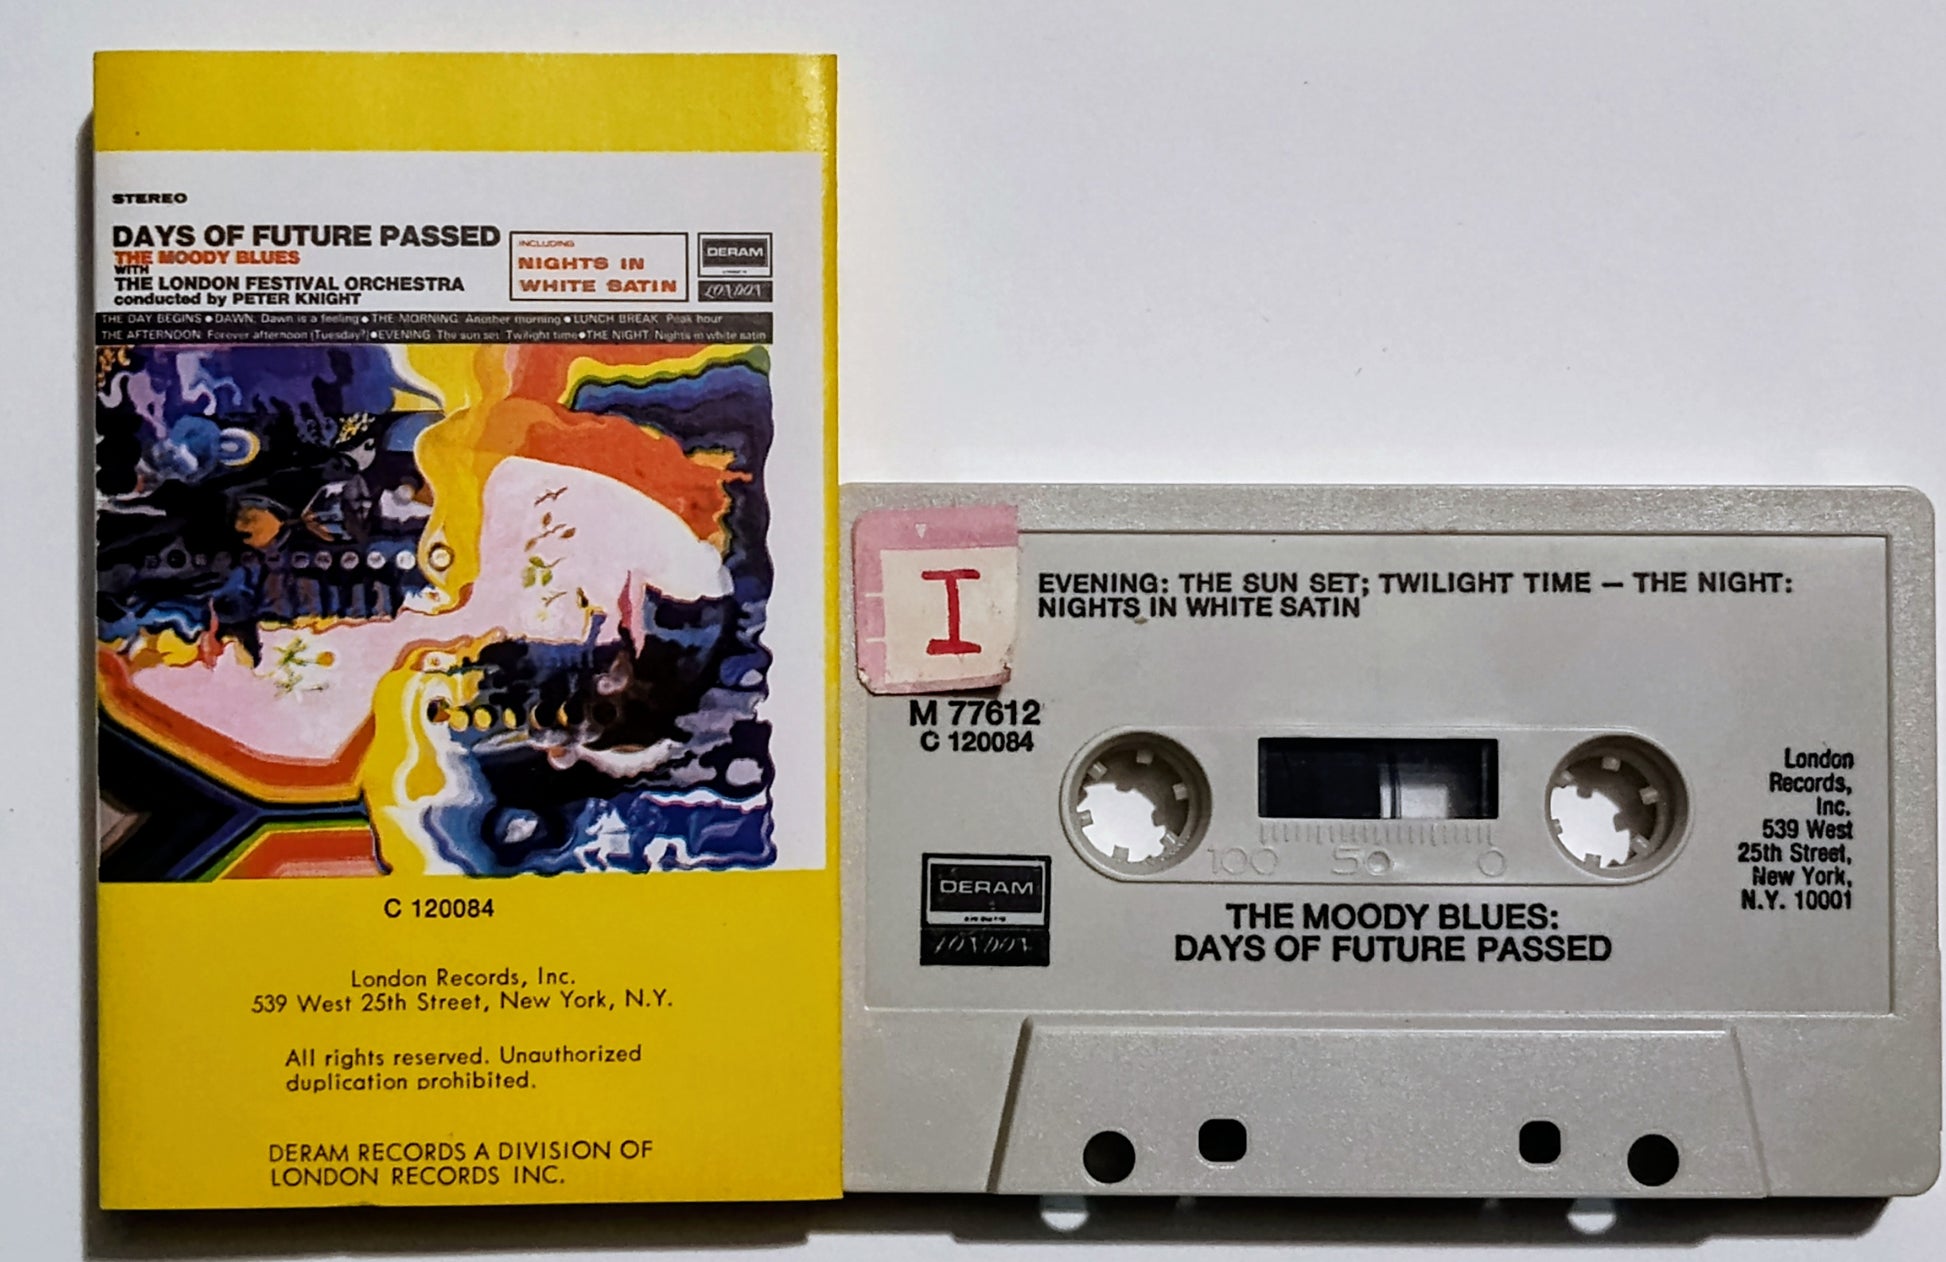 STEREO
DAYS OF FUTURE PASSED
THE MOODY BLUES
WITH
THE LONDON FESTIVAL ORCHESTRA
conducted by PETER KNIGHT
INCLUDING
NIGHTS IN
WHITE SATIN
DERAM
LONDON
THE DAY BEGINS ● DAWN: Dawn is a feeling ● THE MORNING: Another morning ● LUNCH BREAK: Peak hour
THE AFTERNOON: Forever afternoon (Tuesday?) ● EVENING: The sun set: Twilight time ● THE NIGHT: Nights in white satin
C 120084
London Records, Inc.
539 West 25th Street, New York, N.Y.
All rights reserved. Unauthorized
duplication prohibited.
DERAM RECORDS A DIVISION OF
LONDON RECORDS INC.
I
EVENING: THE SUN SET; TWILIGHT TIME – THE NIGHT:
NIGHTS IN WHITE SATIN
M 77612
C 120084
100 50 0
London
Records,
Inc.
539 West
25th Street,
New York,
N.Y. 10001
DERAM
LONDON
THE MOODY BLUES:
DAYS OF FUTURE PASSED